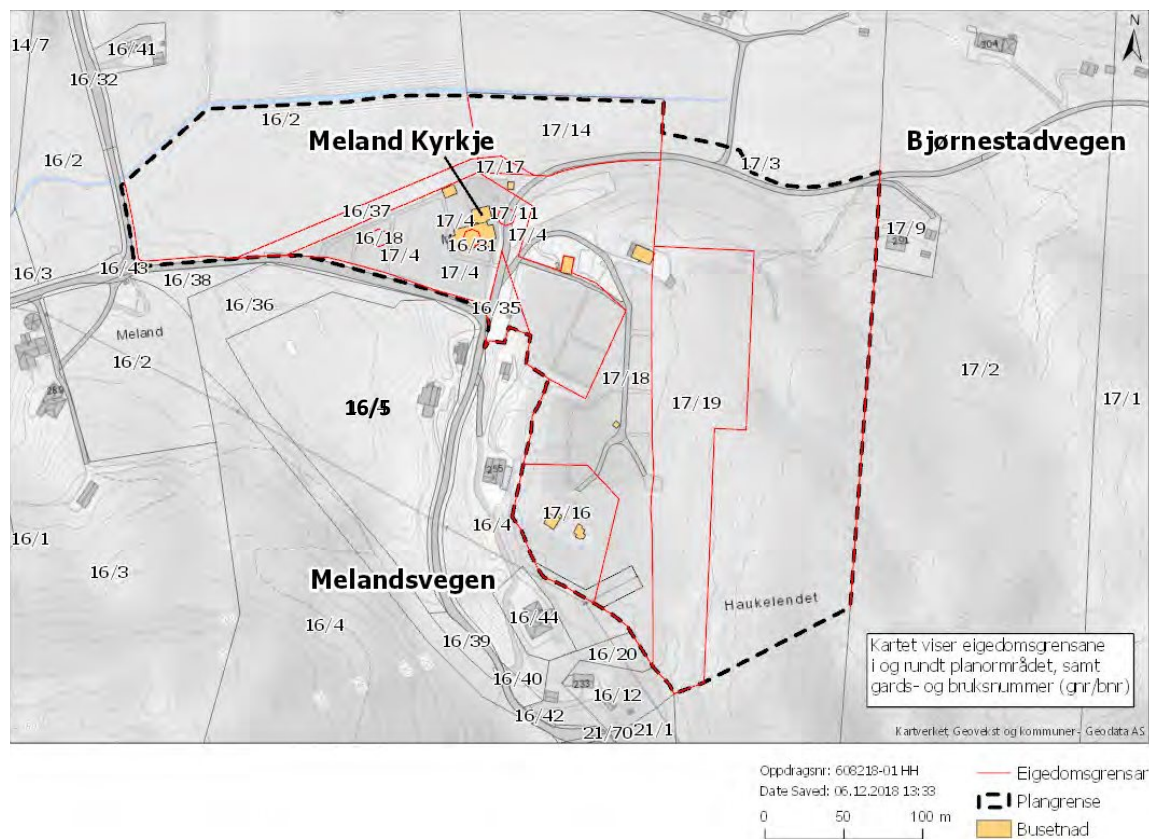 N
14/7
16/41
304
16/32
16/2
17/14
Meland Kyrkje
Bjørnestadvegen
16/2
17/17
17/3
16/37
17/4
17/11
17/9
291
16/18
16/31
17/4
17/4
17/4
16/3
16/43
16/38
16/36
16/35
Meland
16/2
17/18
17/2
17/1
16/5
17/19
289
255
17/16
16/4
16/1
16/3
Melandsvegen
Haukelendet
16/44
16/4
16/39
16/20
Kartet viser eigedomsgrensane
i og rundt planormrådet, samt
gards- og bruksnummer (gnr/bnr)
16/40
233
16/12
16/42
21/70
21/1
Kartverket, Geovekst og kommuner - Geodata AS
Oppdragsnr: 608218-01 HH
Date Saved: 06.12.2018 13:33
0 50 100 m
Eigedomsgrensar
Plangrense
Busetnad